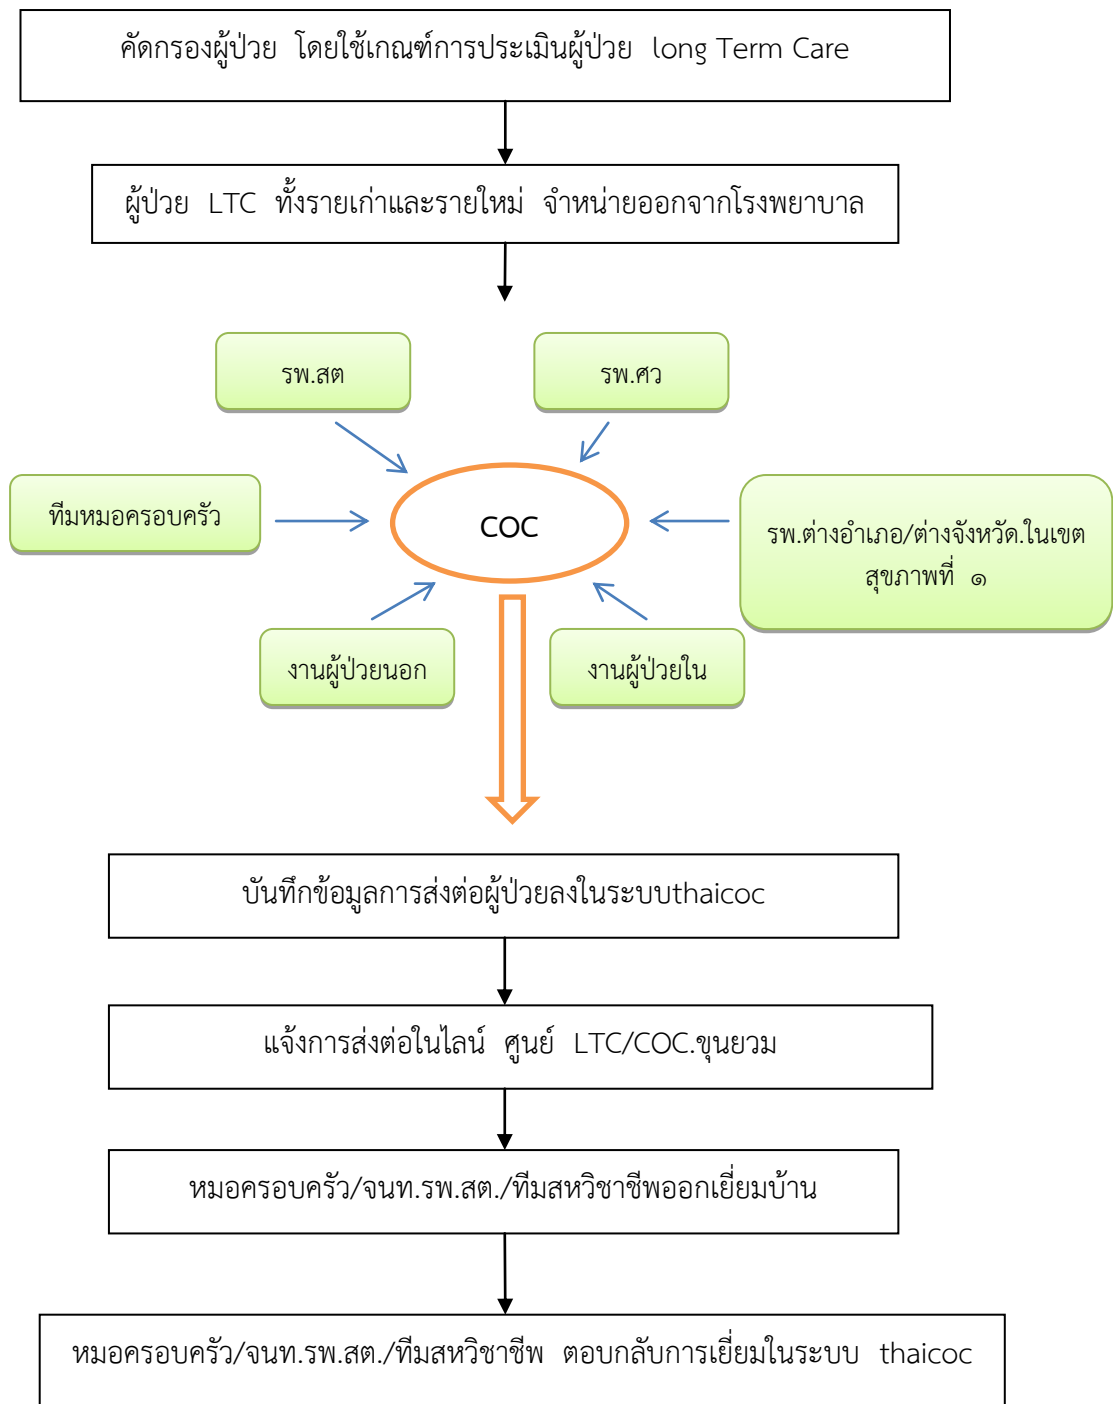 คัดกรองผู้ป่วย โดยใช้เกณฑ์การประเมินผู้ป่วย long Term Care
ผู้ป่วย LTC ทั้งรายเก่าและรายใหม่ จำหน่ายออกจากโรงพยาบาล
รพ.สต
รพ.ศว
ทีมหมอครอบครัว
COC
รพ.ต่างอำเภอ/ต่างจังหวัด.ในเขต
สุขภาพที่ ๑
งานผู้ป่วยนอก
งานผู้ป่วยใน
บันทึกข้อมูลการส่งต่อผู้ป่วยลงในระบบthaicoc
แจ้งการส่งต่อในไลน์ ศูนย์ LTC/COC.ขุนยวม
หมอครอบครัว/จนท.รพ.สต./ทีมสหวิชาชีพออกเยี่ยมบ้าน
หมอครอบครัว/จนท.รพ.สต./ทีมสหวิชาชีพ ตอบกลับการเยี่ยมในระบบ thaicoc